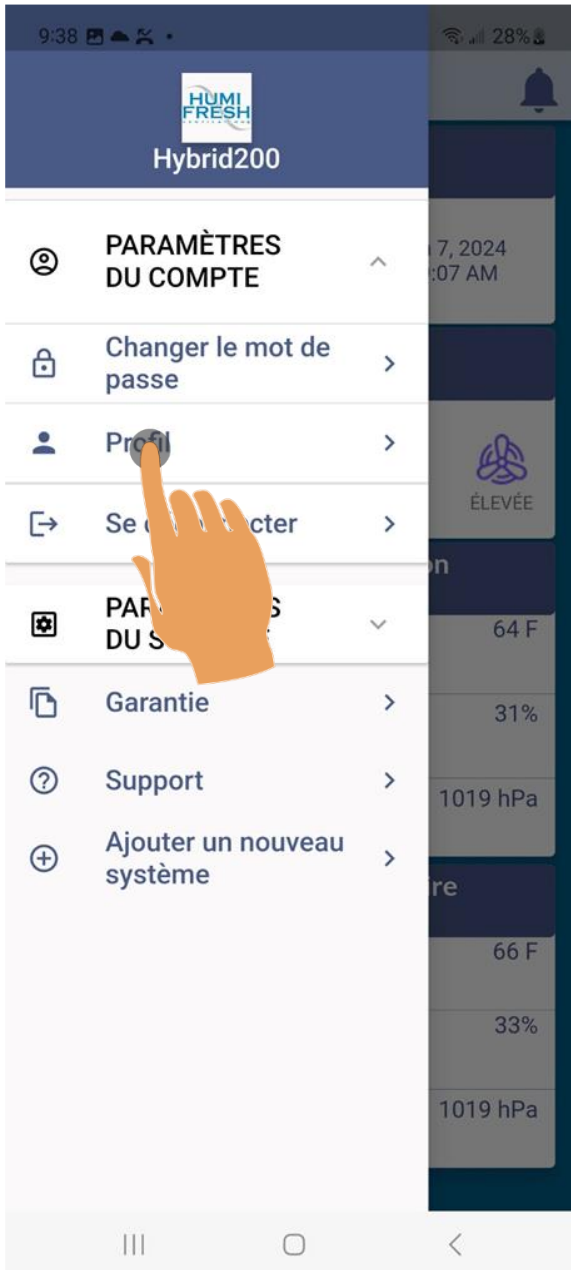 9:38
28%
HUMI
FRESH
Hybrid200
PARAMÈTRES
DU COMPTE
7, 2024
:07 AM
Changer le mot de
passe
Profil
ÉLEVÉE
Se cter
on
PAR S
DU S
64 F
Garantie
31%
Support
1019 hPa
Ajouter un nouveau
système
ire
66 F
33%
1019 hPa